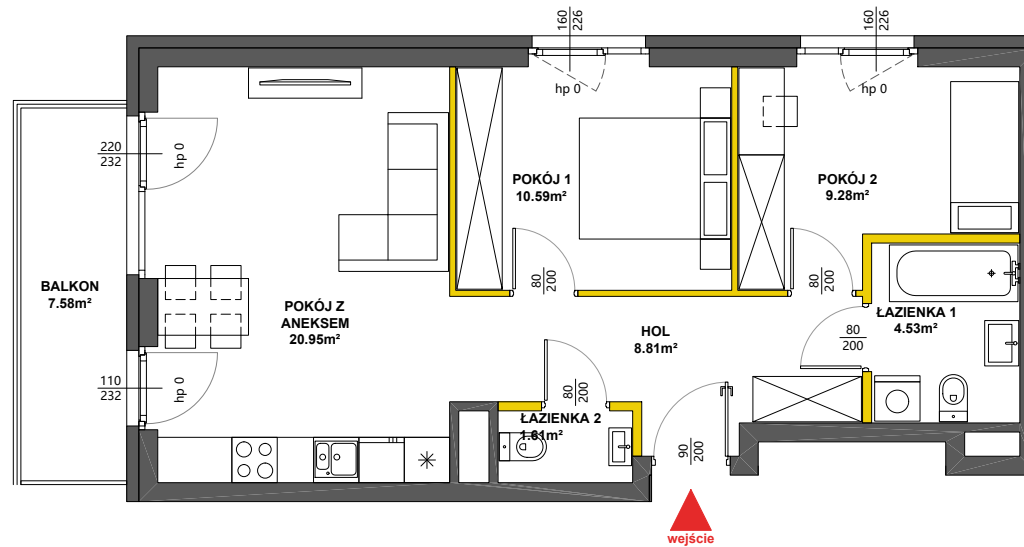 160
226
160
226
hp 0
hp 0
220
232
hp 0
POKÓJ 1
10.59m²
POKÓJ 2
9.28m²
80
200
80
200
BALKON
7.58m²
POKÓJ Z
ANEKSEM
20.95m²
HOL
8.81m²
ŁAZIENKA 1
4.53m²
80
200
110
232
hp 0
80
200
ŁAZIENKA 2
1.61m²
90
200
wejście